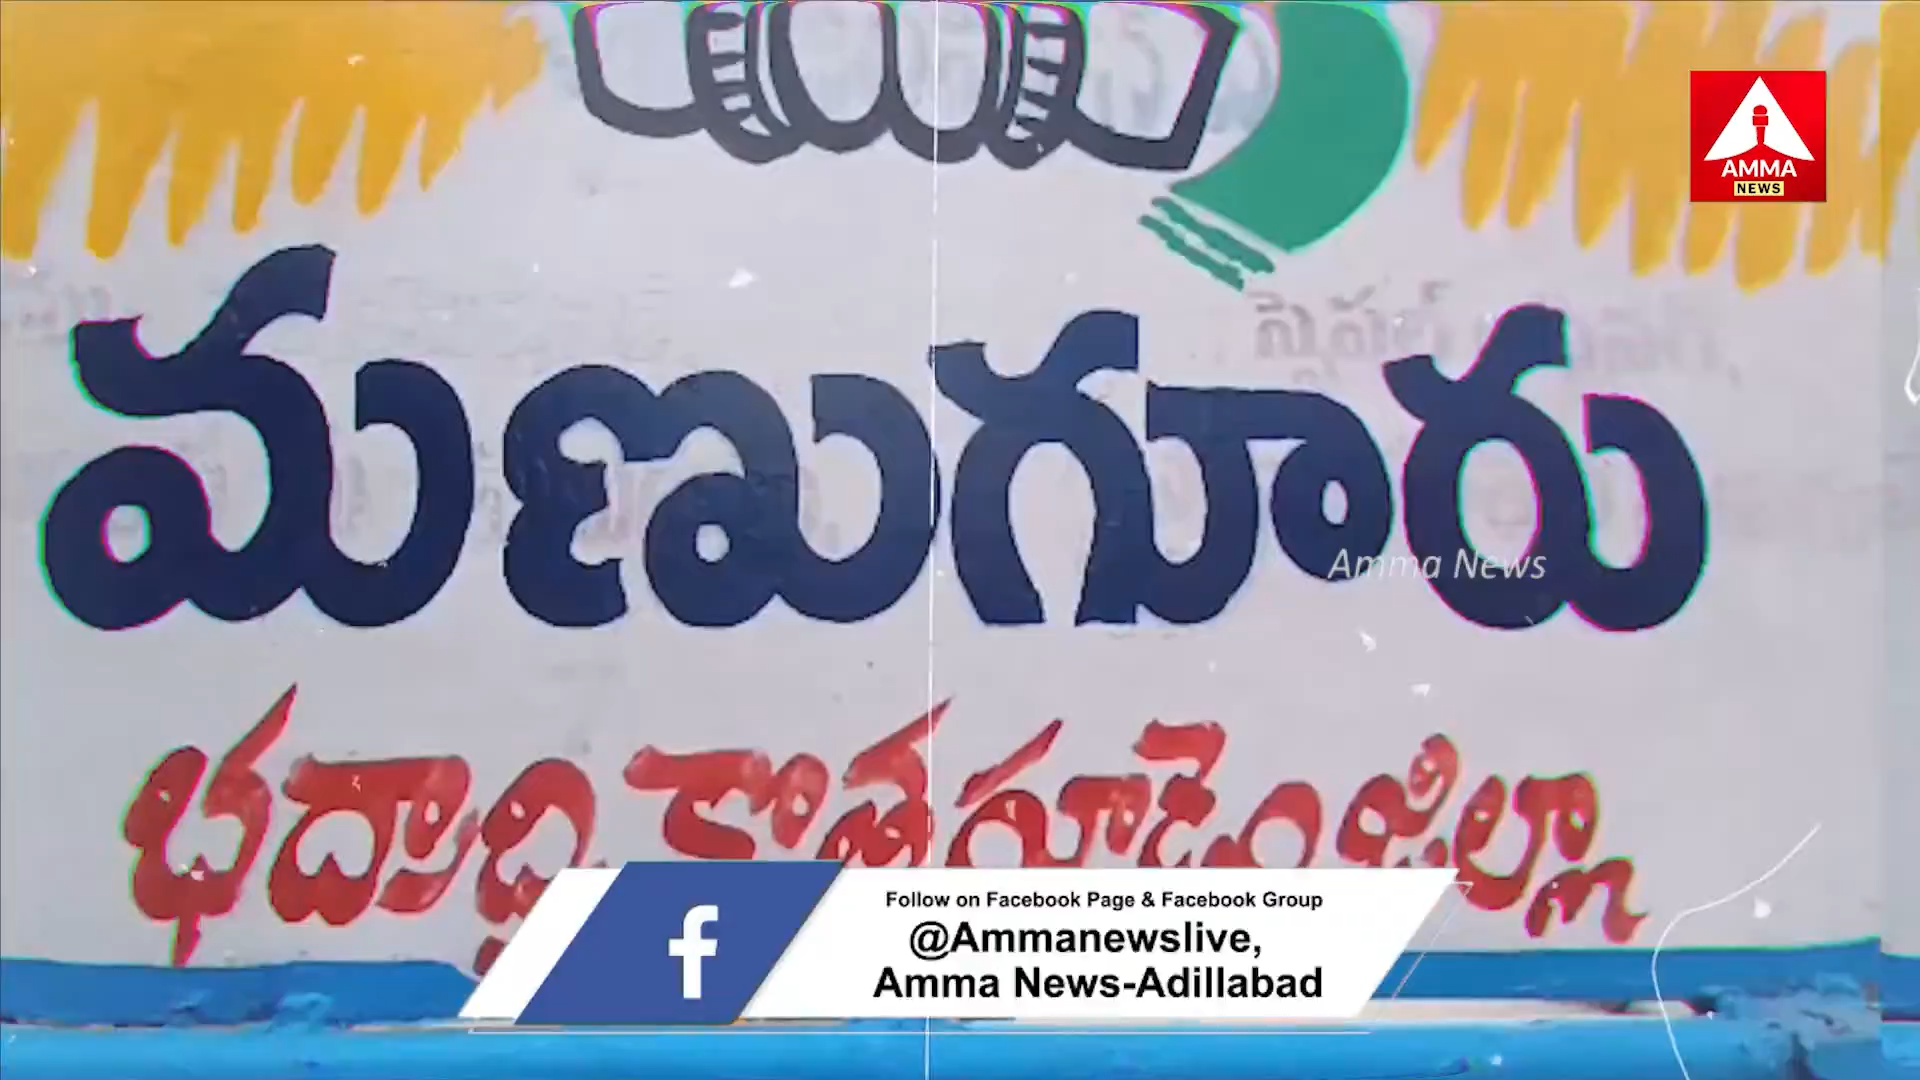 AMMA
NEWS
మణుగూరు
Amma News
భద్రాద్రి కొత్తగూడెం జిల్లా
Follow on Facebook Page & Facebook Group
@Ammanewslive,
Amma News-Adillabad